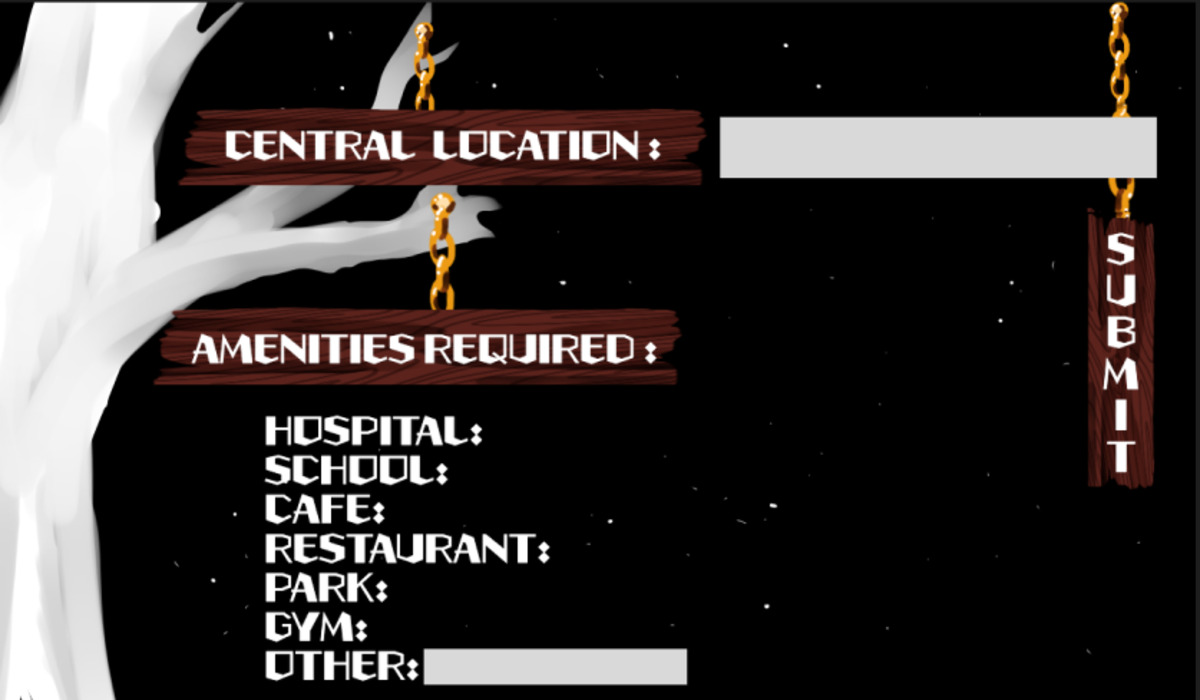 CENTRAL LOCATION :
AMENITIES REQUIRED :
HOSPITAL:
SCHOOL:
CAFE:
RESTAURANT:
PARK:
GYM:
OTHER:
SUBMIT